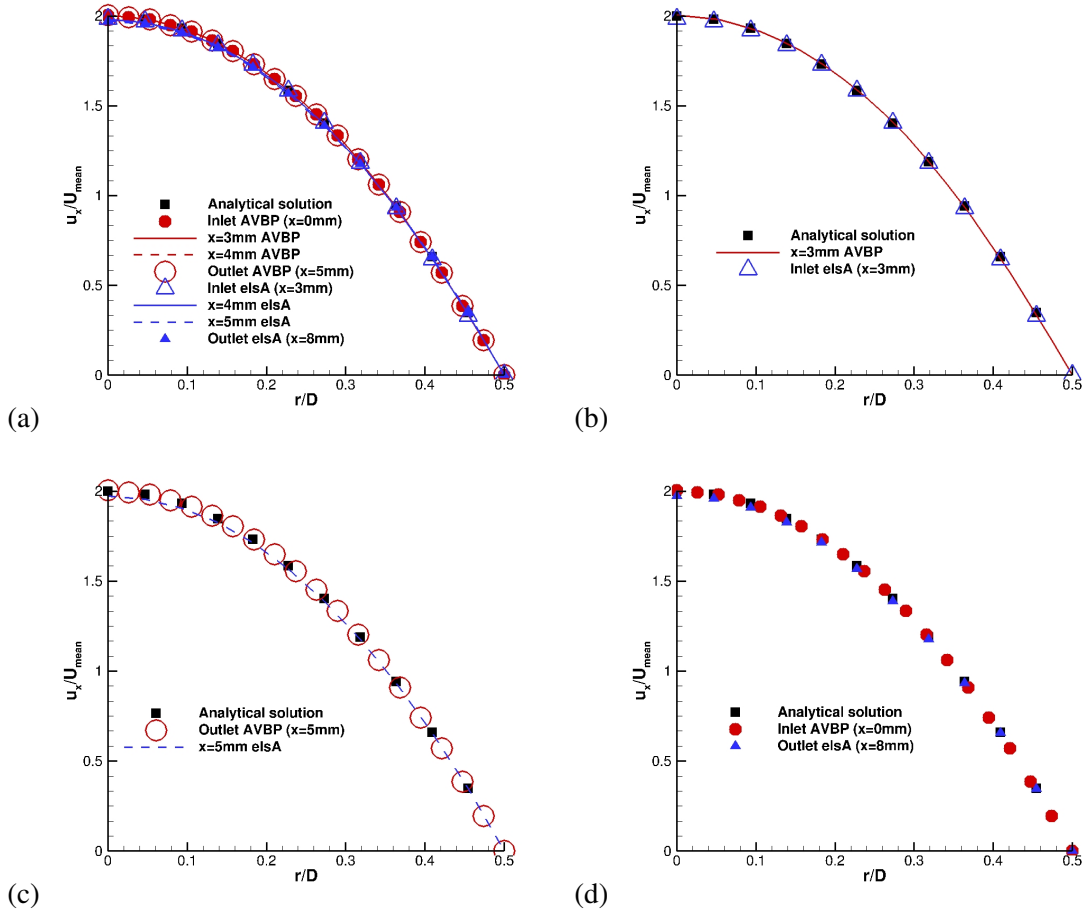 2
1.5
1
0.5
0
0 0.1 0.2 0.3 0.4 0.5
u_x/U_mean
r/D
Analytical solution
Inlet AVBP (x=0mm)
x=3mm AVBP
x=4mm AVBP
Outlet AVBP (x=5mm)
Inlet elsA (x=3mm)
x=4mm elsA
x=5mm elsA
Outlet elsA (x=8mm)
(a)
2
1.5
1
0.5
0
0 0.1 0.2 0.3 0.4 0.5
u_x/U_mean
r/D
Analytical solution
x=3mm AVBP
Inlet elsA (x=3mm)
(b)
2
1.5
1
0.5
0
0 0.1 0.2 0.3 0.4 0.5
u_x/U_mean
r/D
Analytical solution
Outlet AVBP (x=5mm)
x=5mm elsA
(c)
2
1.5
1
0.5
0
0 0.1 0.2 0.3 0.4 0.5
u_x/U_mean
r/D
Analytical solution
Inlet AVBP (x=0mm)
Outlet elsA (x=8mm)
(d)